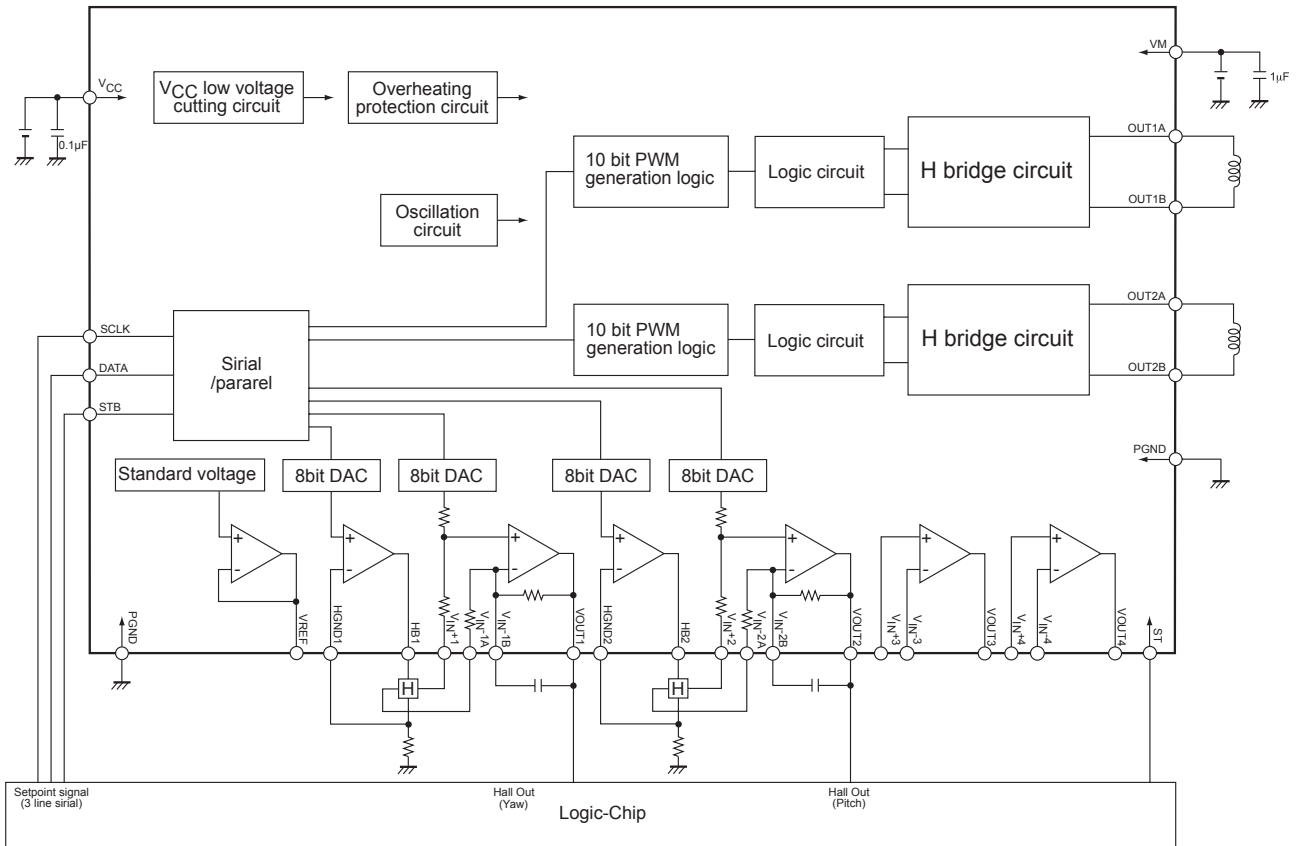 VM
VCC
VCC low voltage
cutting circuit
Overheating
protection circuit
1µF
0.1µF
OUT1A
10 bit PWM
generation logic
Logic circuit
H bridge circuit
OUT1B
Oscillation
circuit
OUT2A
SCLK
Sirial
/pararel
10 bit PWM
generation logic
Logic circuit
H bridge circuit
DATA
OUT2B
STB
PGND
Standard voltage
8bit DAC
8bit DAC
8bit DAC
8bit DAC
+
-
+
-
+
-
+
-
+
-
+
-
+
-
PGND
VREF
HGND1
HB1
VIN+1
VIN-1A
VIN-1B
VOUT1
HGND2
HB2
VIN+2
VIN-2A
VIN-2B
VOUT2
VIN+3
VIN-3
VOUT3
VIN+4
VIN-4
VOUT4
ST
H
H
Setpoint signal
(3 line sirial)
Hall Out
(Yaw)
Hall Out
(Pitch)
Logic-Chip